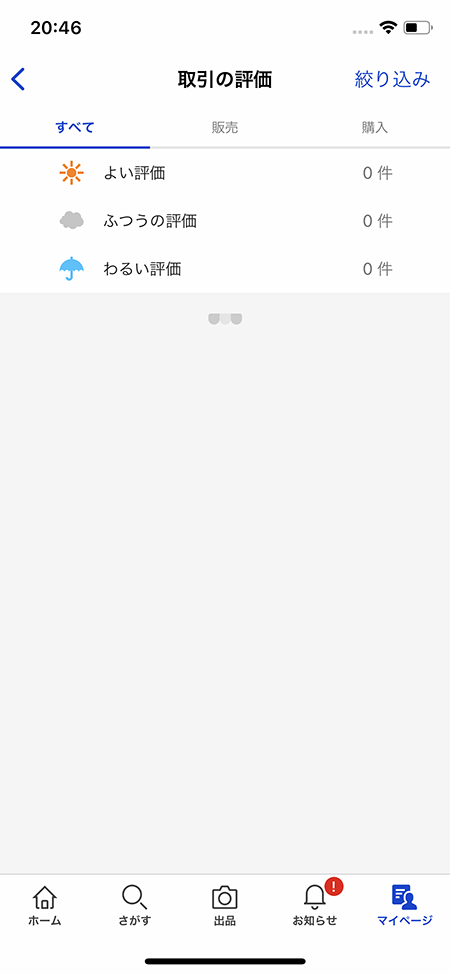 20:46
取引の評価
絞り込み
すべて 販売 購入
よい評価 0 件
ふつうの評価 0 件
わるい評価 0 件
!
ホーム さがす 出品 お知らせ マイページ